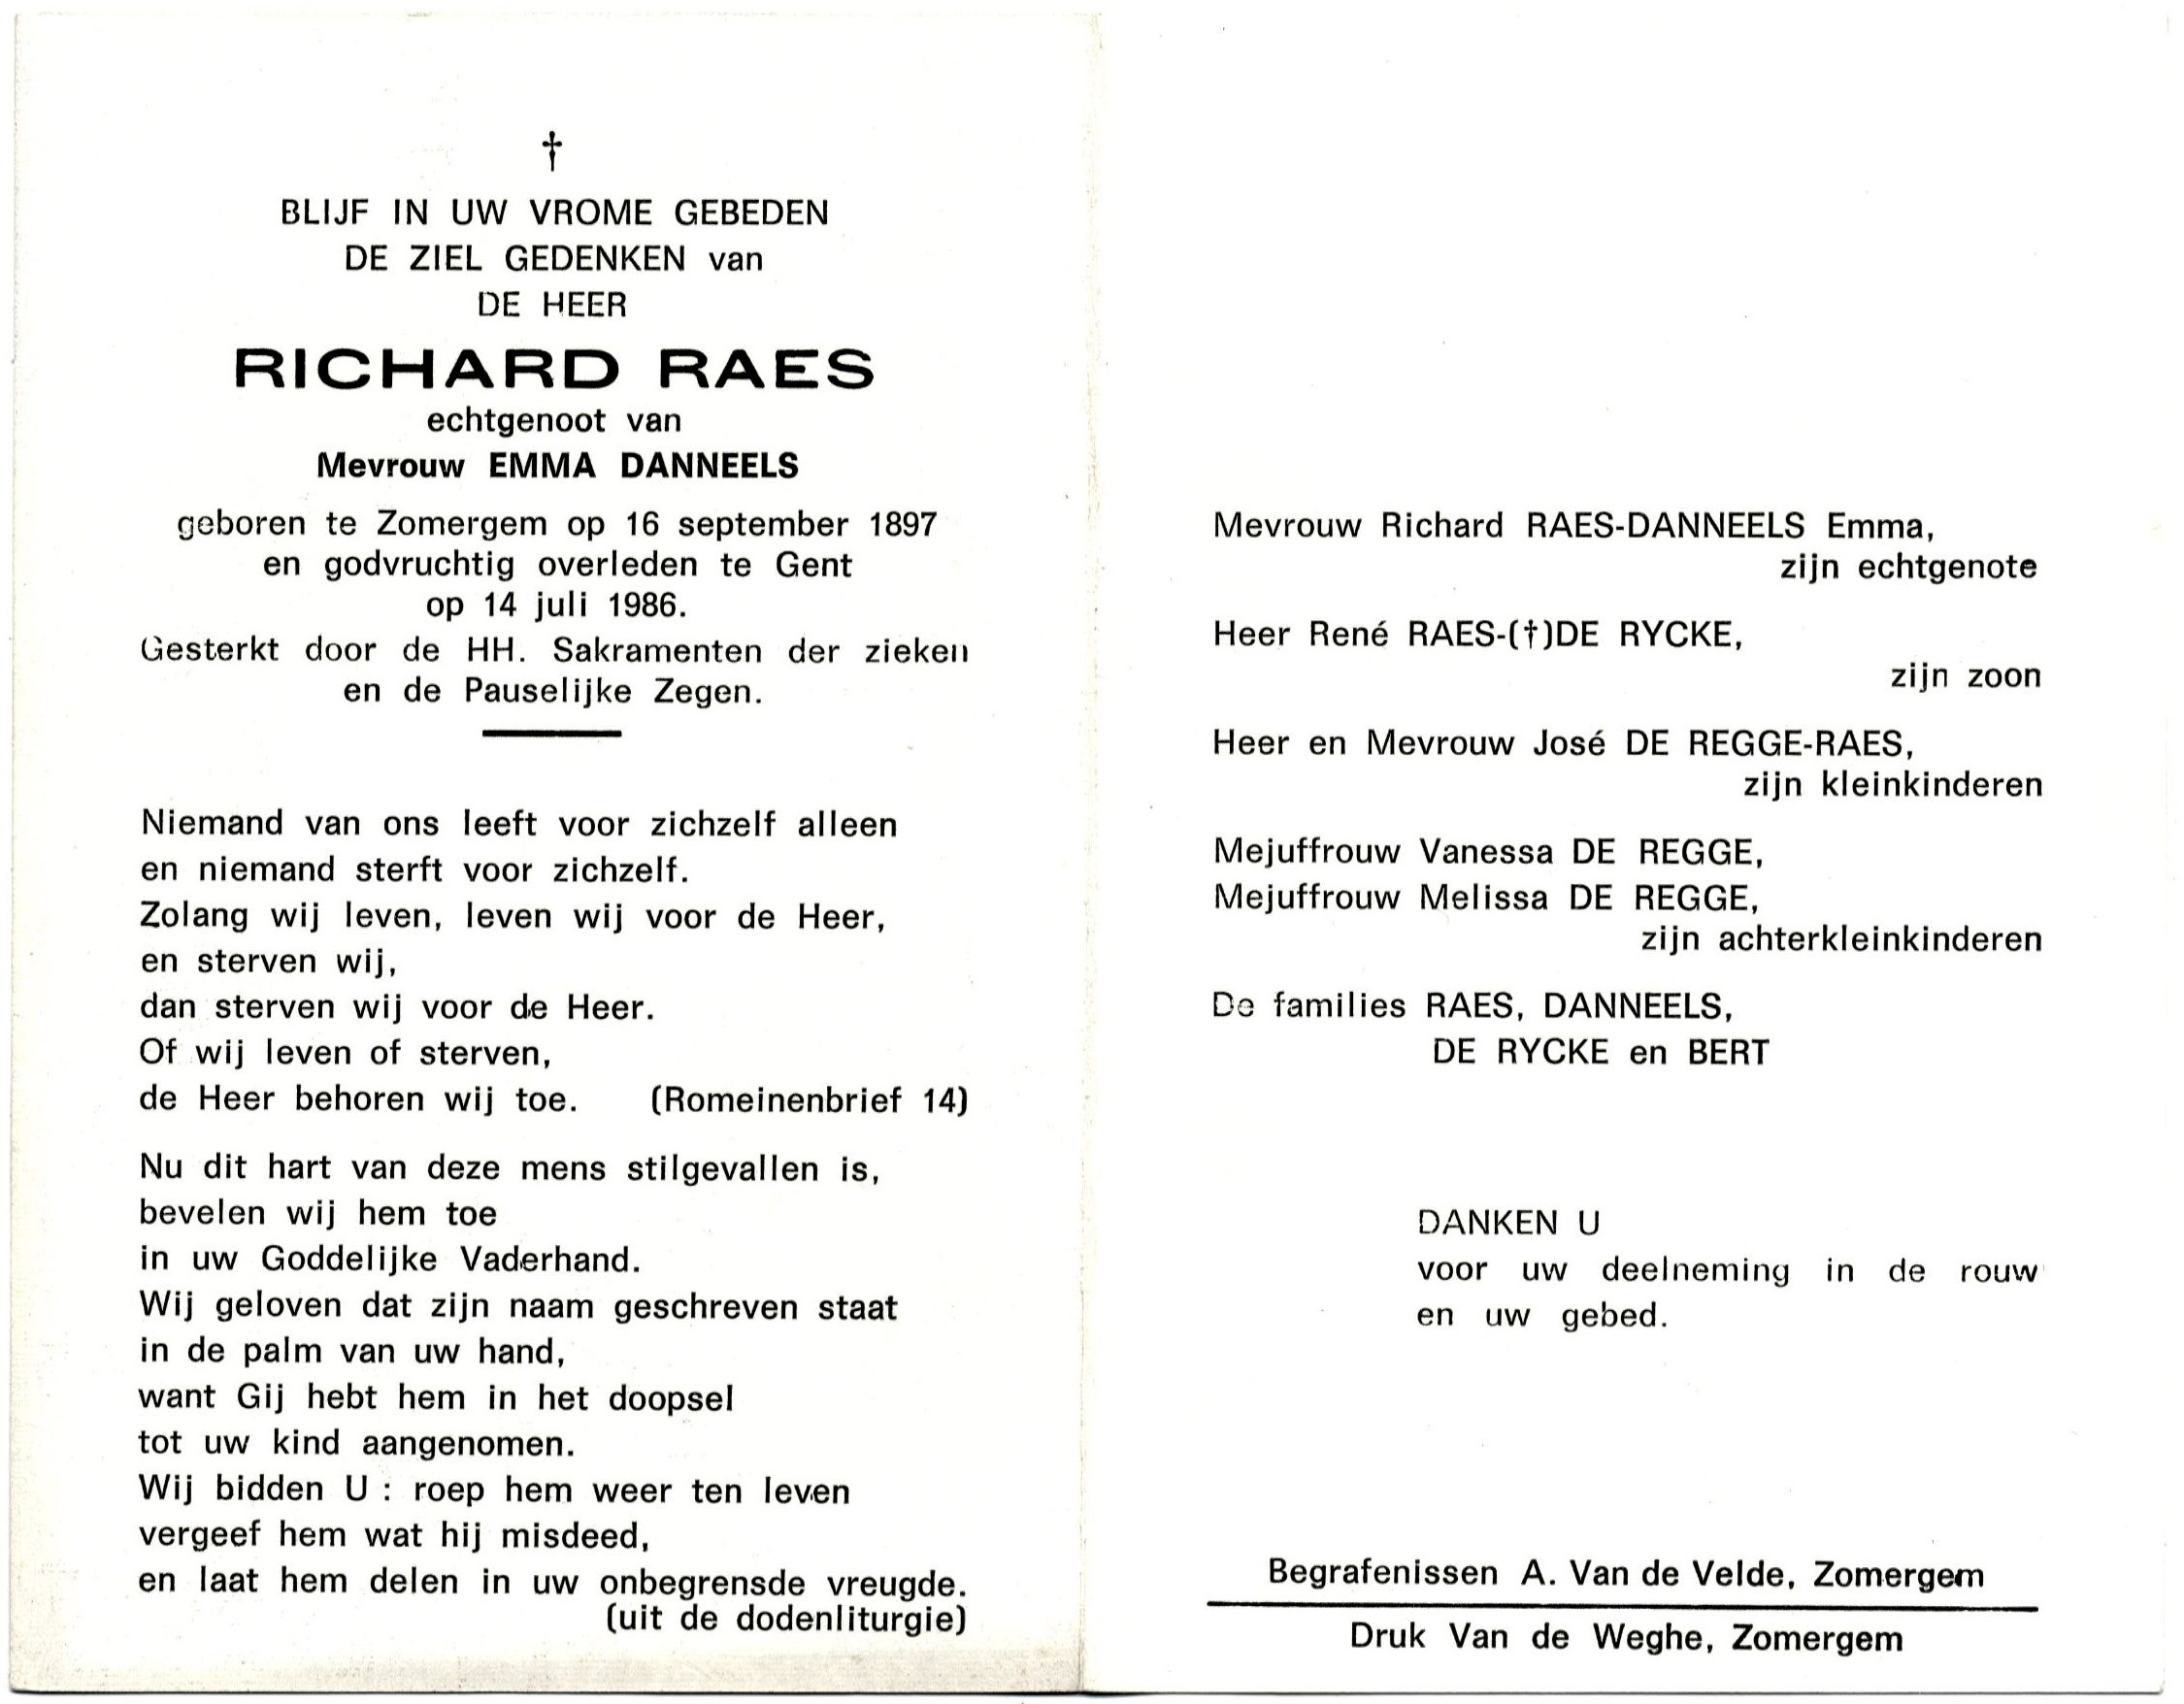 †
BLIJF IN UW VROME GEBEDEN
DE ZIEL GEDENKEN van
DE HEER
RICHARD RAES
echtgenoot van
Mevrouw EMMA DANNEELS
geboren te Zomergem op 16 september 1897
en godvruchtig overleden te Gent
op 14 juli 1986.
Gesterkt door de HH. Sakramenten der zieken
en de Pauselijke Zegen.
Niemand van ons leeft voor zichzelf alleen
en niemand sterft voor zichzelf.
Zolang wij leven, leven wij voor de Heer,
en sterven wij,
dan sterven wij voor de Heer.
Of wij leven of sterven,
de Heer behoren wij toe. (Romeinenbrief 14)
Nu dit hart van deze mens stilgevallen is,
bevelen wij hem toe
in uw Goddelijke Vaderhand.
Wij geloven dat zijn naam geschreven staat
in de palm van uw hand,
want Gij hebt hem in het doopsel
tot uw kind aangenomen.
Wij bidden U : roep hem weer ten leven
vergeef hem wat hij misdeed,
en laat hem delen in uw onbegrensde vreugde.
(uit de dodenliturgie)
Mevrouw Richard RAES-DANNEELS Emma,
zijn echtgenote
Heer René RAES-(†)DE RYCKE,
zijn zoon
Heer en Mevrouw José DE REGGE-RAES,
zijn kleinkinderen
Mejuffrouw Vanessa DE REGGE,
Mejuffrouw Melissa DE REGGE,
zijn achterkleinkinderen
De families RAES, DANNEELS,
DE RYCKE en BERT
DANKEN U
voor uw deelneming in de rouw
en uw gebed.
Begrafenissen A. Van de Velde, Zomergem
Druk Van de Weghe, Zomergem